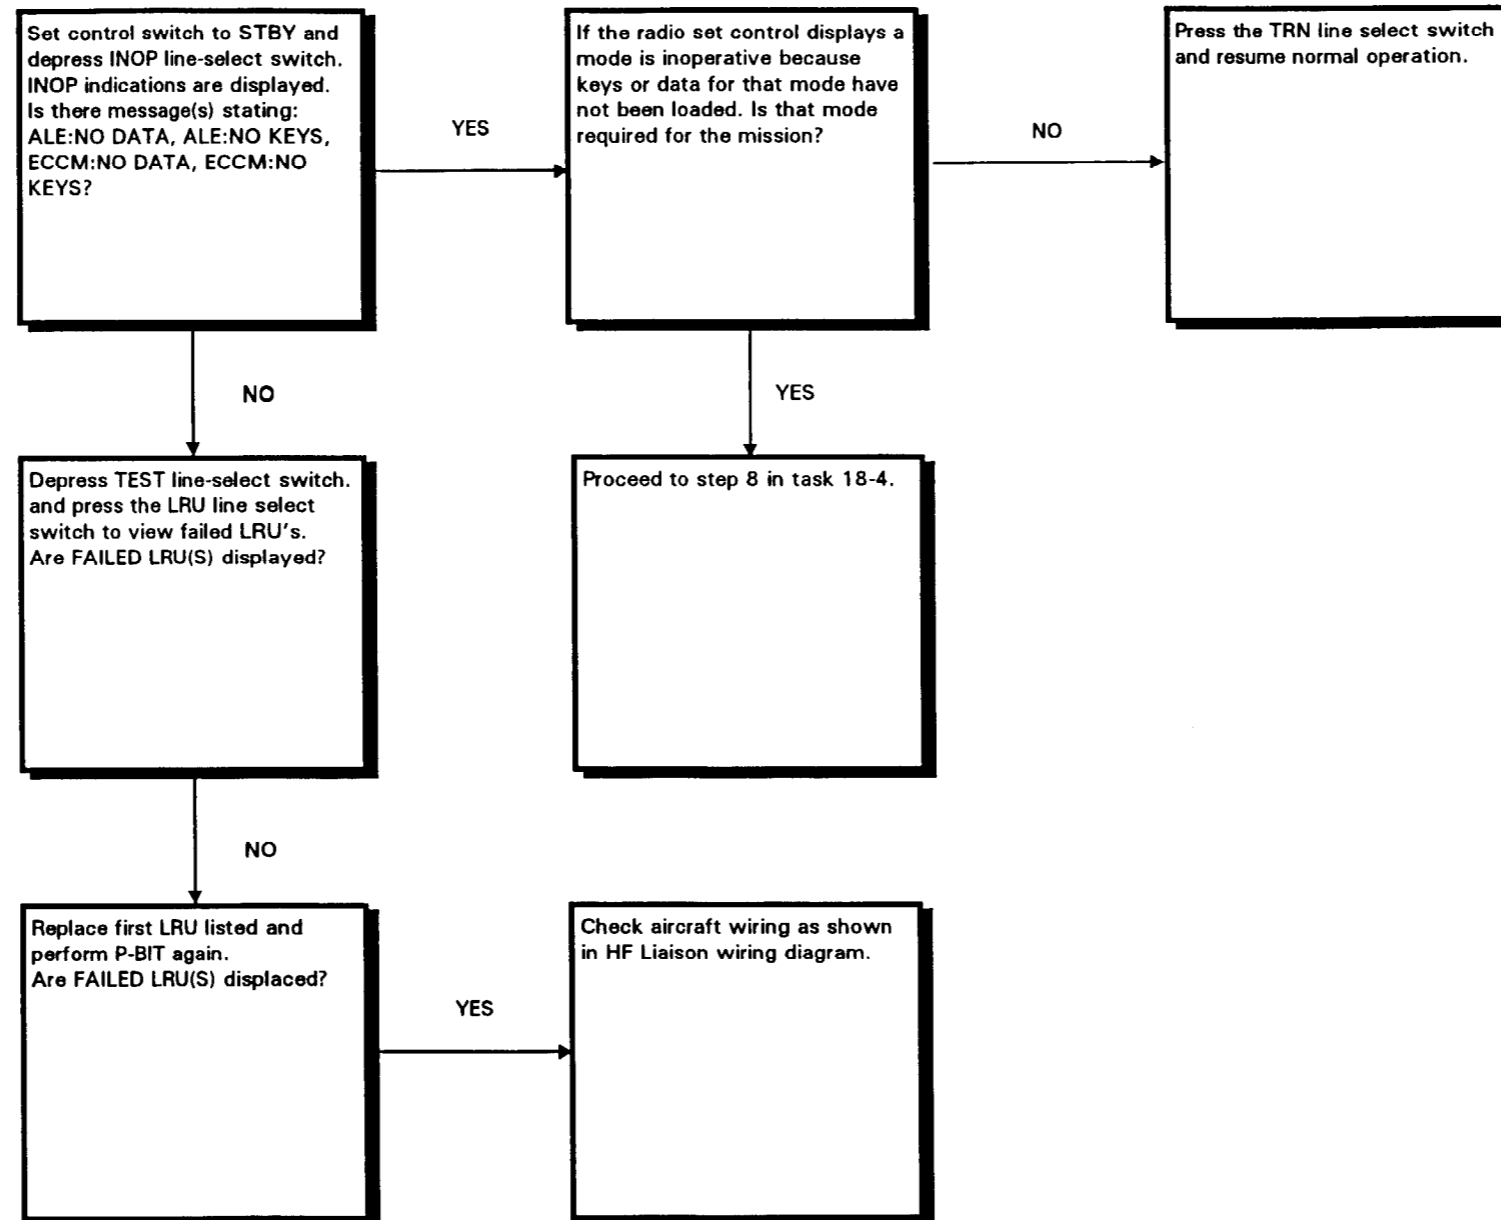 Set control switch to STBY and
depress INOP line-select switch.
INOP indications are displayed.
Is there message(s) stating:
ALE:NO DATA, ALE:NO KEYS,
ECCM:NO DATA, ECCM:NO
KEYS?
YES
If the radio set control displays a
mode is inoperative because
keys or data for that mode have
not been loaded. Is that mode
required for the mission?
NO
Press the TRN line select switch
and resume normal operation.
NO
YES
Depress TEST line-select switch.
and press the LRU line select
switch to view failed LRU's.
Are FAILED LRU(S) displayed?
Proceed to step 8 in task 18-4.
NO
Replace first LRU listed and
perform P-BIT again.
Are FAILED LRU(S) displaced?
YES
Check aircraft wiring as shown
in HF Liaison wiring diagram.